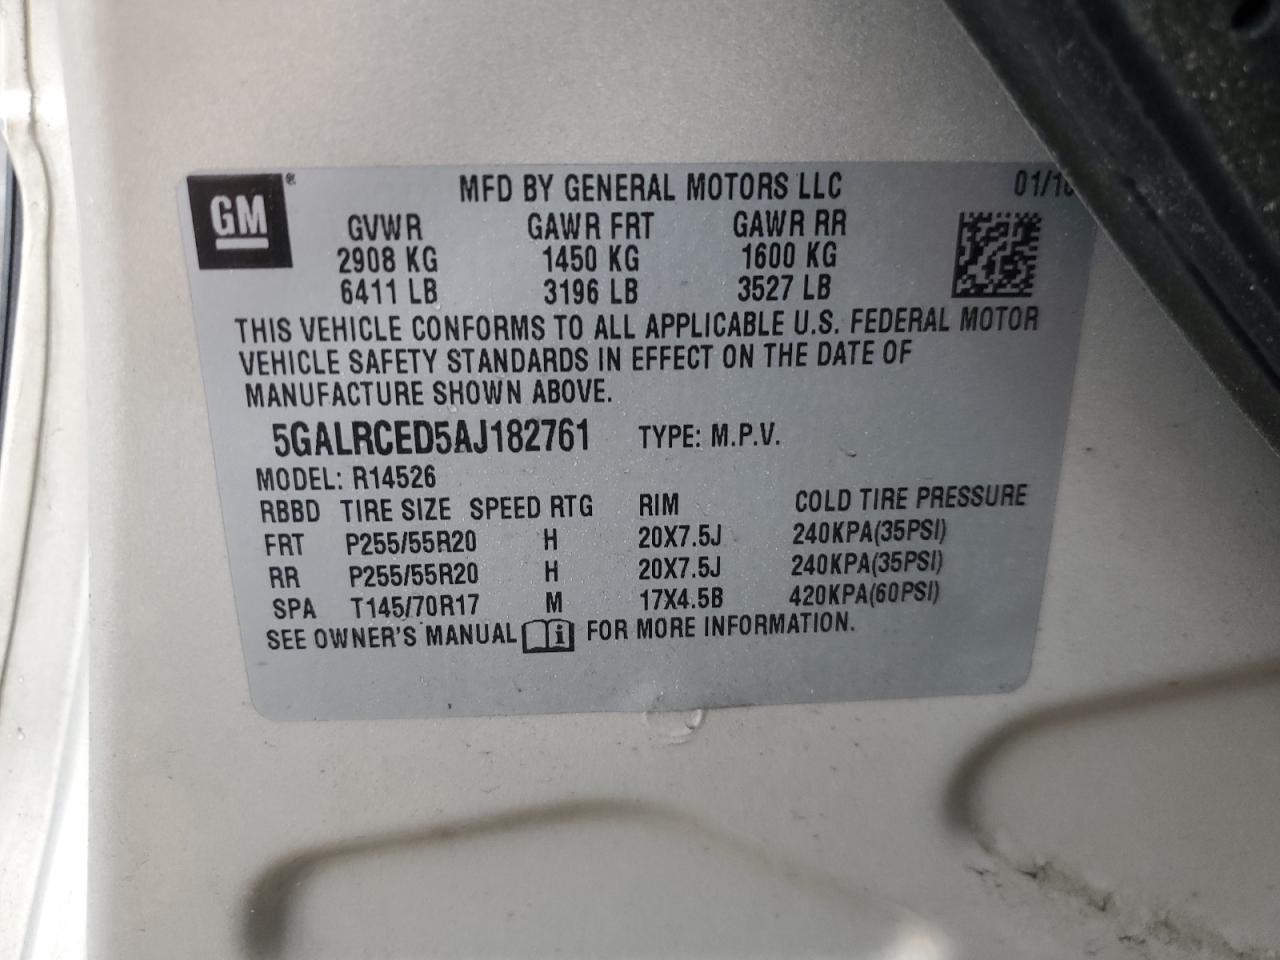 GM ®
MFD BY GENERAL MOTORS LLC 01/10
GVWR GAWR FRT GAWR RR
2908 KG 1450 KG 1600 KG
6411 LB 3196 LB 3527 LB
THIS VEHICLE CONFORMS TO ALL APPLICABLE U.S. FEDERAL MOTOR
VEHICLE SAFETY STANDARDS IN EFFECT ON THE DATE OF
MANUFACTURE SHOWN ABOVE.
5GALRCED5AJ182761 TYPE: M.P.V.
MODEL: R14526
RBBD TIRE SIZE SPEED RTG RIM COLD TIRE PRESSURE
FRT P255/55R20 H 20X7.5J 240KPA(35PSI)
RR P255/55R20 H 20X7.5J 240KPA(35PSI)
SPA T145/70R17 M 17X4.5B 420KPA(60PSI)
SEE OWNER'S MANUAL i FOR MORE INFORMATION.